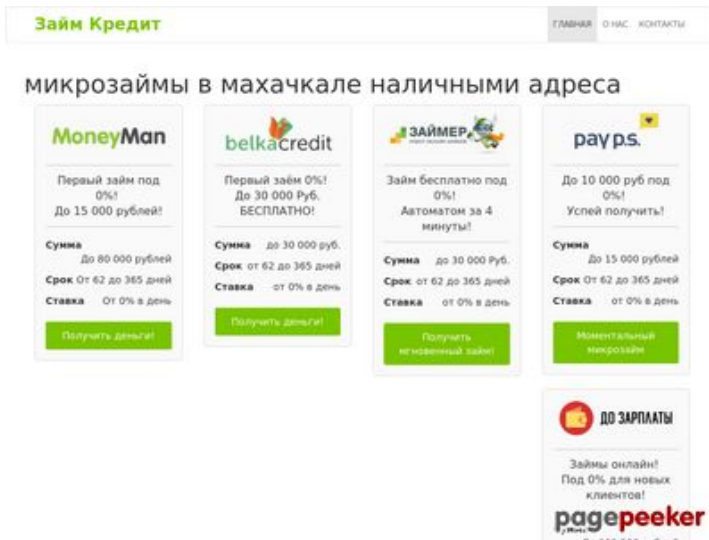 Займ Кредит
ГЛАВНАЯ О НАС КОНТАКТЫ
микрозаймы в махачкале наличными адреса
MoneyMan
Первый займ под
0%!
До 15 000 рублей!
Сумма
До 80 000 рублей
Срок От 62 до 365 дней
Ставка От 0% в день
Получить деньги!
belkacredit
Первый заём 0%!
До 30 000 Руб.
БЕСПЛАТНО!
Сумма до 30 000 руб.
Срок от 62 до 365 дней
Ставка от 0% в день
Получить деньги!
ЗАЙМЕР
Займ бесплатно под
0%!
Автоматом за 4
минуты!
Сумма до 30 000 Руб.
Срок от 62 до 365 дней
Ставка от 0% в день
Получить
мгновенный займ!
pay p.s.
До 10 000 руб под
0%!
Успей получить!
Сумма
До 15 000 рублей
Срок От 62 до 365 дней
Ставка от 0% в день
Моментальный
микрозайм
ДО ЗАРПЛАТЫ
Займы онлайн!
Под 0% для новых
клиентов!
pagepeeker